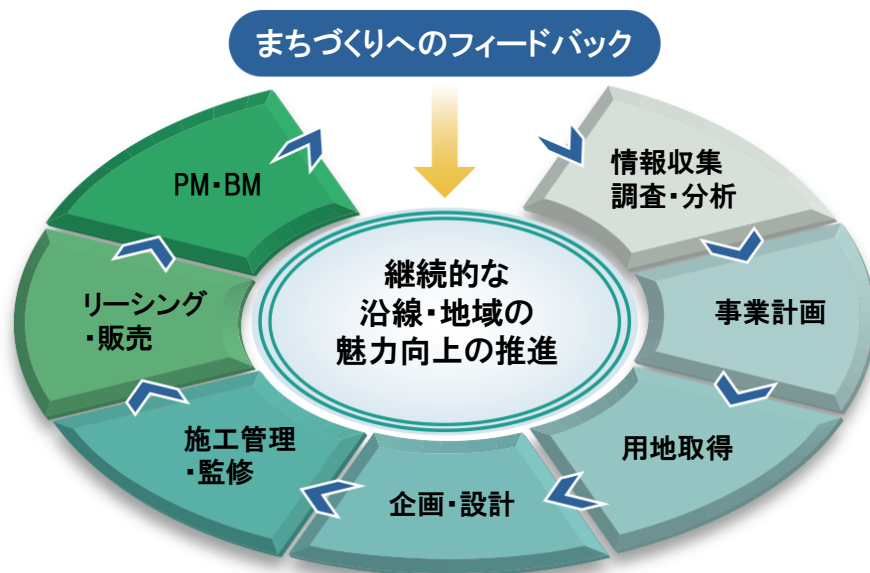 まちづくりへのフィードバック
情報収集
調査・分析
事業計画
用地取得
企画・設計
施工管理
・監修
リーシング
・販売
PM・BM
継続的な
沿線・地域の
魅力向上の推進